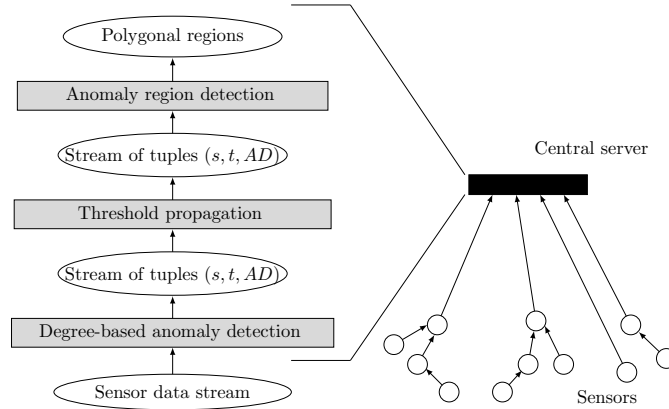 Polygonal regions
Anomaly region detection
Stream of tuples (s, t, AD)
Central server
Threshold propagation
Stream of tuples (s, t, AD)
Degree-based anomaly detection
Sensor data stream
Sensors